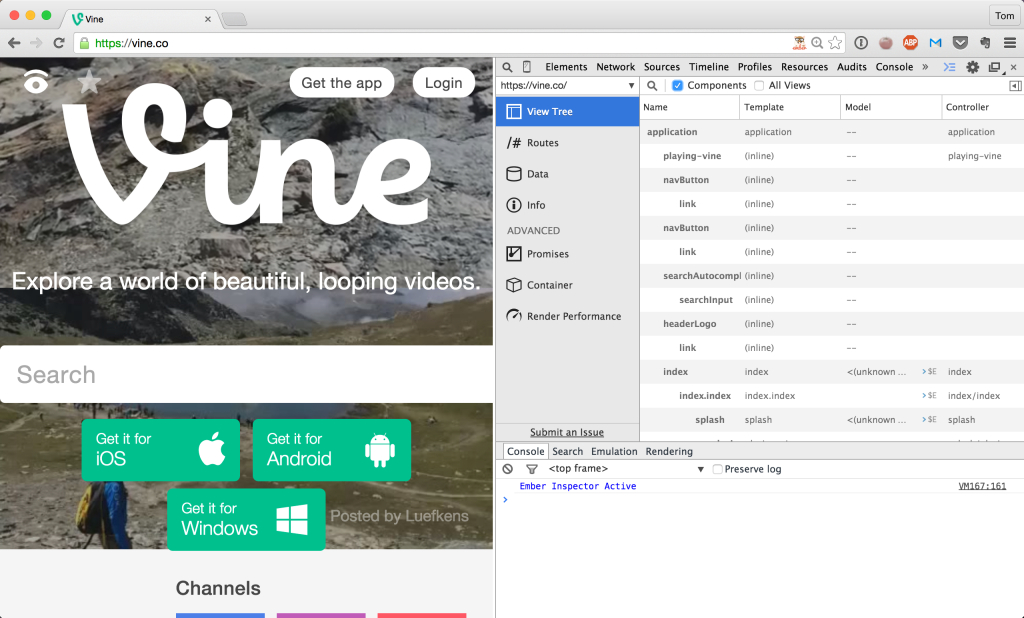 Vine
Tom
https://vine.co
ABP
Get the app
Login
Vine
Explore a world of beautiful, looping videos.
Search
Get it for
iOS
Get it for
Android
Get it for
Windows
Posted by Luefkens
Channels
Elements Network Sources Timeline Profiles Resources Audits Console »
https://vine.co/
Components All Views
View Tree
/# Routes
Data
Info
ADVANCED
Promises
Container
Render Performance
Submit an Issue
Name Template Model Controller
application application -- application
playing-vine (inline) -- playing-vine
navButton (inline) --
link (inline) --
navButton (inline) --
link (inline) --
searchAutocompl (inline) --
searchInput (inline) --
headerLogo (inline) --
link (inline) --
index index <(unknown ... >$E index
index.index index.index >$E index/index
splash splash <(unknown ... >$E splash
Console Search Emulation Rendering
<top frame> Preserve log
Ember Inspector Active VM167:161
>